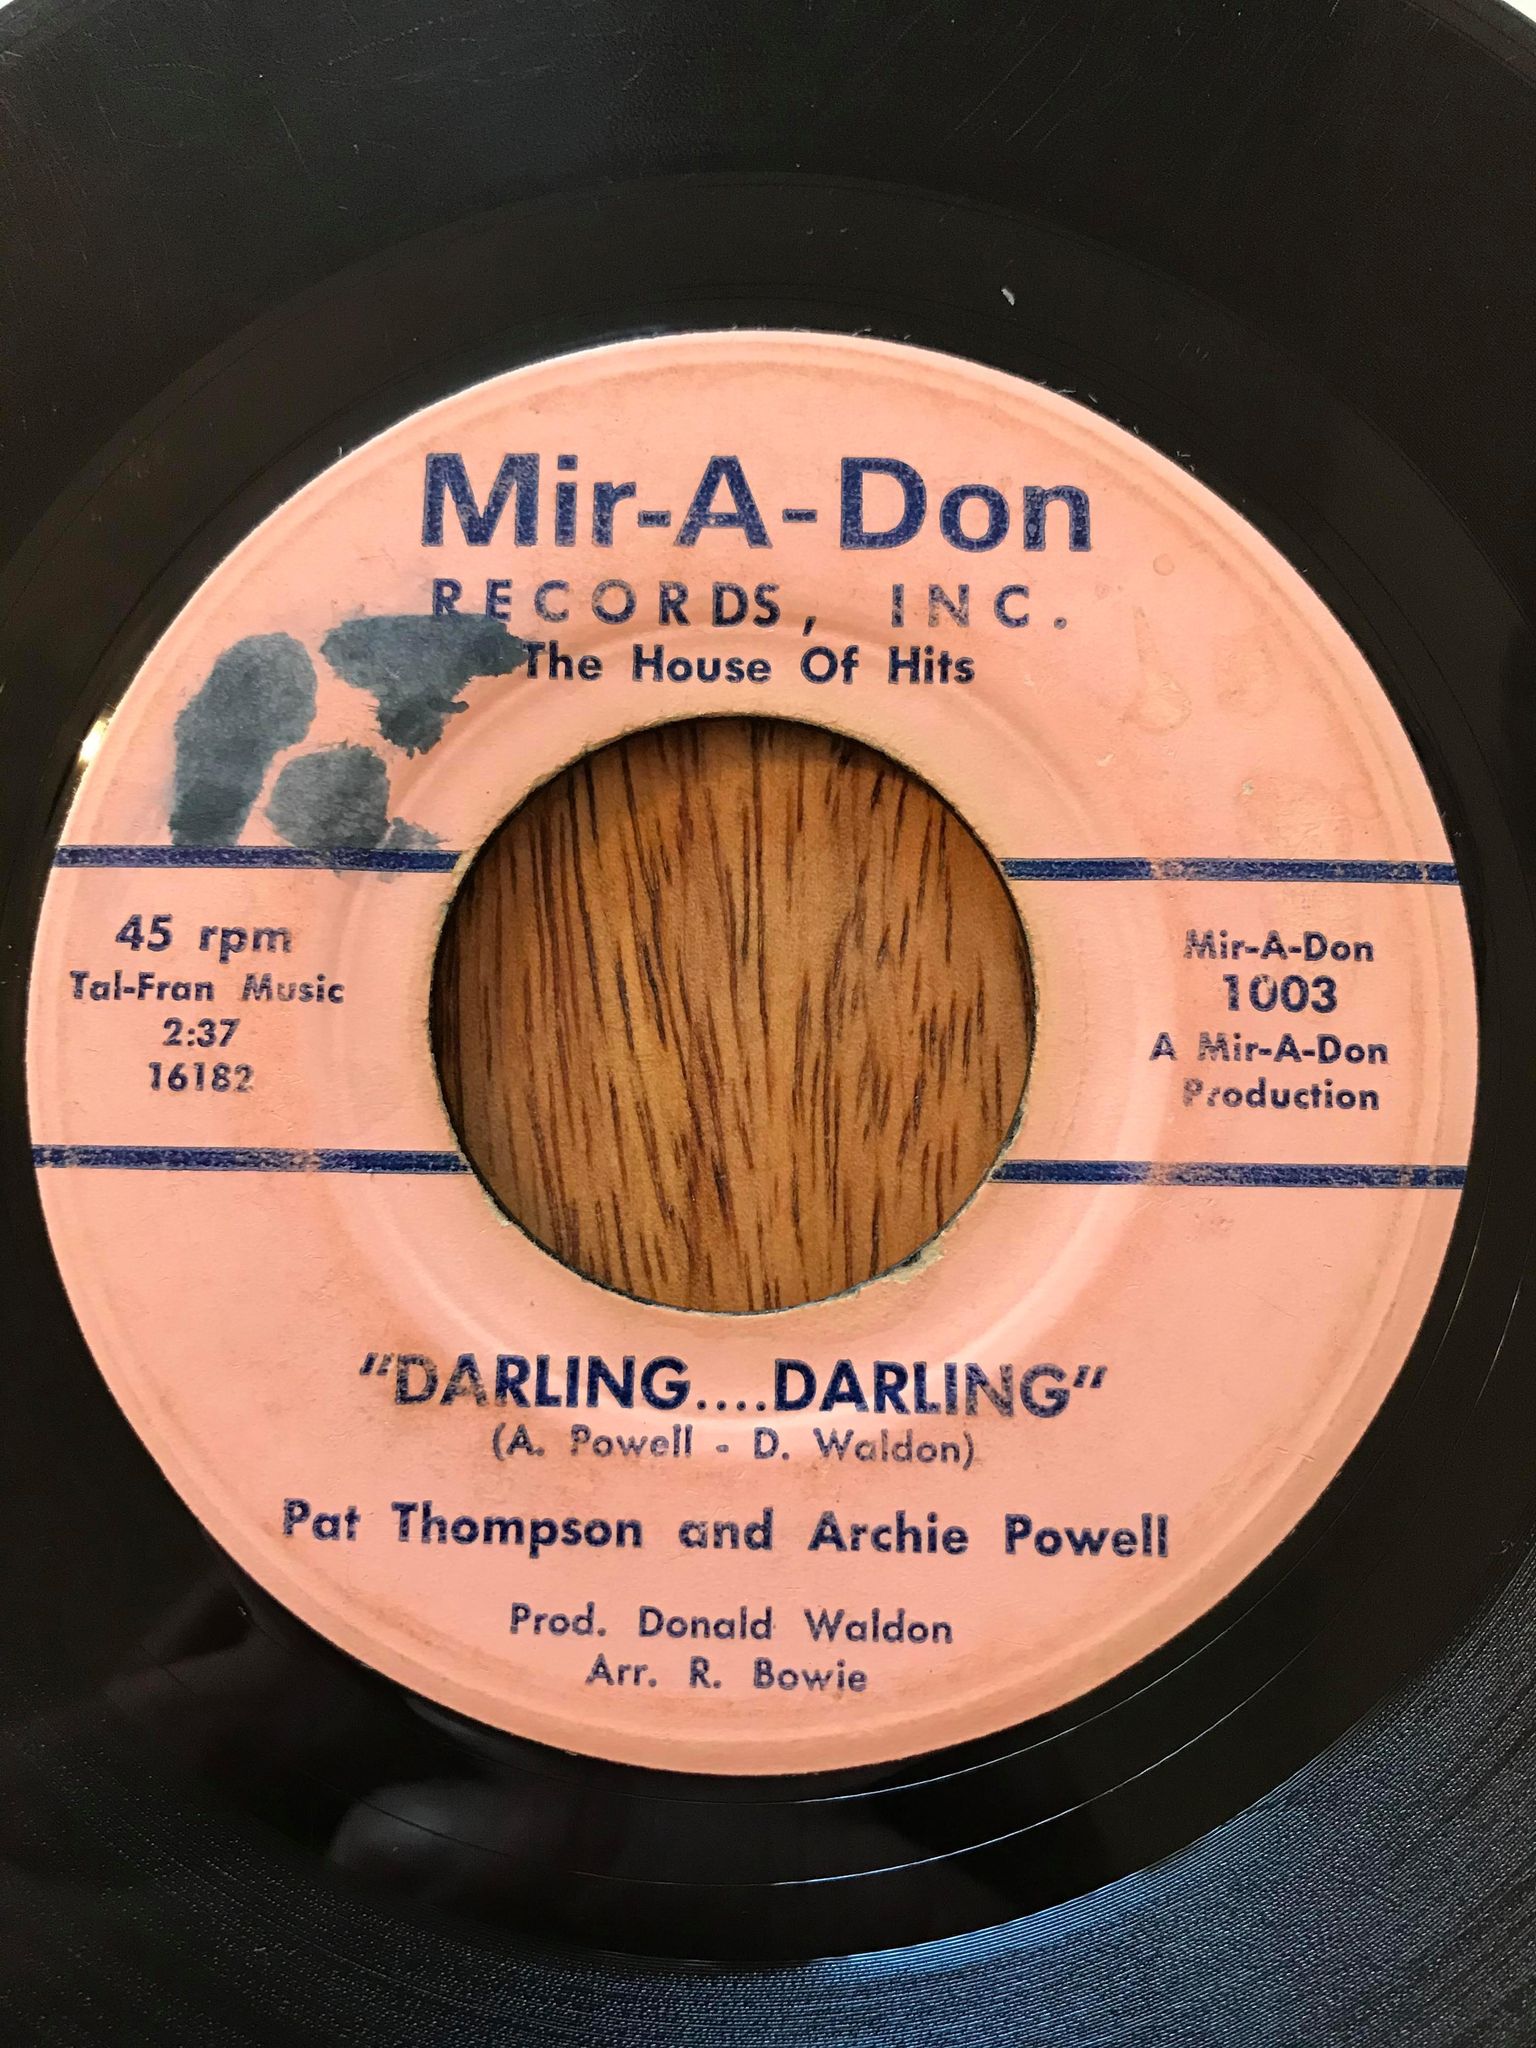 Mir-A-Don
RECORDS, INC.
The House Of Hits
45 rpm
Tal-Fran Music
2:37
16182
Mir-A-Don
1003
A Mir-A-Don
Production
"DARLING....DARLING"
(A. Powell - D. Waldon)
Pat Thompson and Archie Powell
Prod. Donald Waldon
Arr. R. Bowie